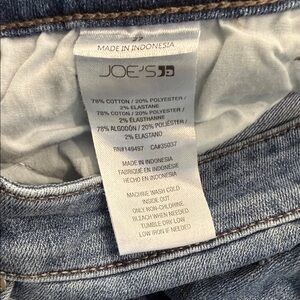 MADE IN INDONESIA
JOE'S
78% COTTON / 20% POLYESTER /
2% ELASTANE
78% COTON / 20% POLYESTER /
2% ÉLASTHANNE
78% ALGODÓN / 20% POLIÉSTER /
2% ELASTANO
RN#149497 CA#35037
MADE IN INDONESIA
FABRIQUÉ EN INDONÉSIE
HECHO EN INDONESIA
MACHINE WASH COLD
INSIDE OUT
ONLY NON-CHLORINE
BLEACH WHEN NEEDED
TUMBLE DRY LOW
LOW IRON IF NEEDED